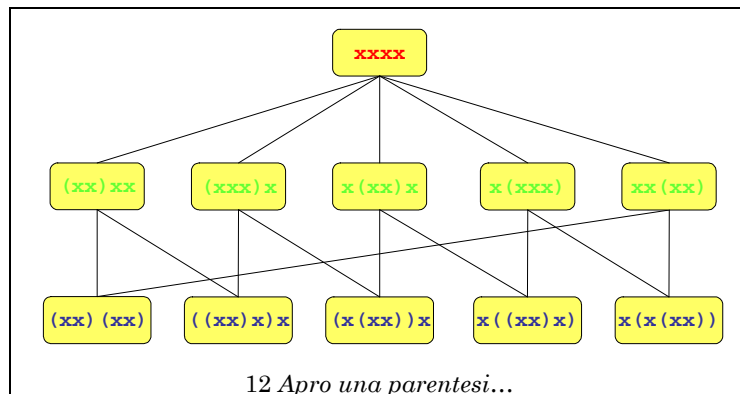 xxxx
(xx)xx (xxx)x x(xx)x x(xxx) xx(xx)
(xx)(xx) ((xx)x)x (x(xx))x x((xx)x) x(x(xx))
12 Apro una parentesi...